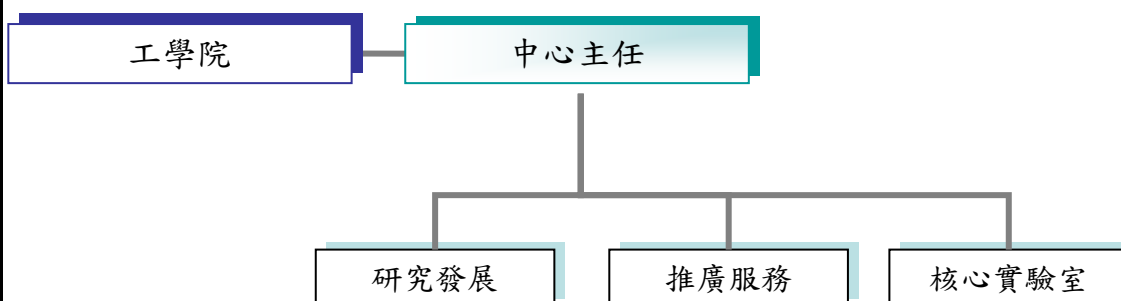 工學院
中心主任
研究發展
推廣服務
核心實驗室